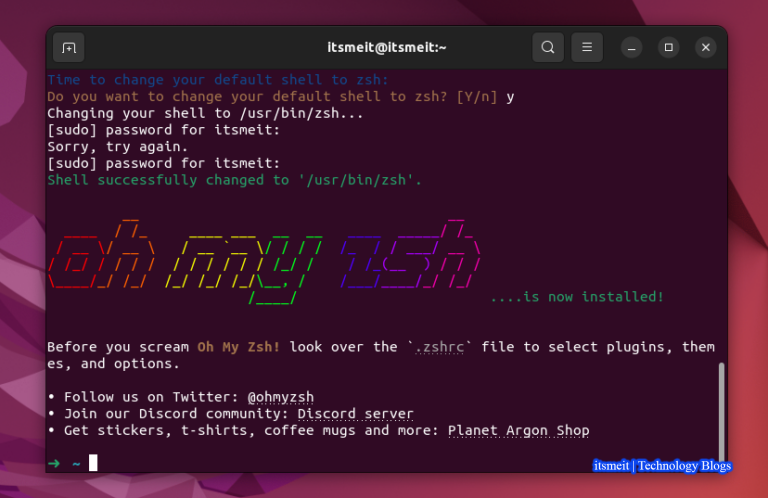 itsmeit@itsmeit:~
Time to change your default shell to zsh:
Do you want to change your default shell to zsh? [Y/n] y
Changing your shell to /usr/bin/zsh...
[sudo] password for itsmeit:
Sorry, try again.
[sudo] password for itsmeit:
Shell successfully changed to '/usr/bin/zsh'.
oh my zsh
....is now installed!
Before you scream Oh My Zsh! look over the `.zshrc` file to select plugins, them
es, and options.
• Follow us on Twitter: @ohmyzsh
• Join our Discord community: Discord server
• Get stickers, t-shirts, coffee mugs and more: Planet Argon Shop
➜ ~
itsmeit | Technology Blogs